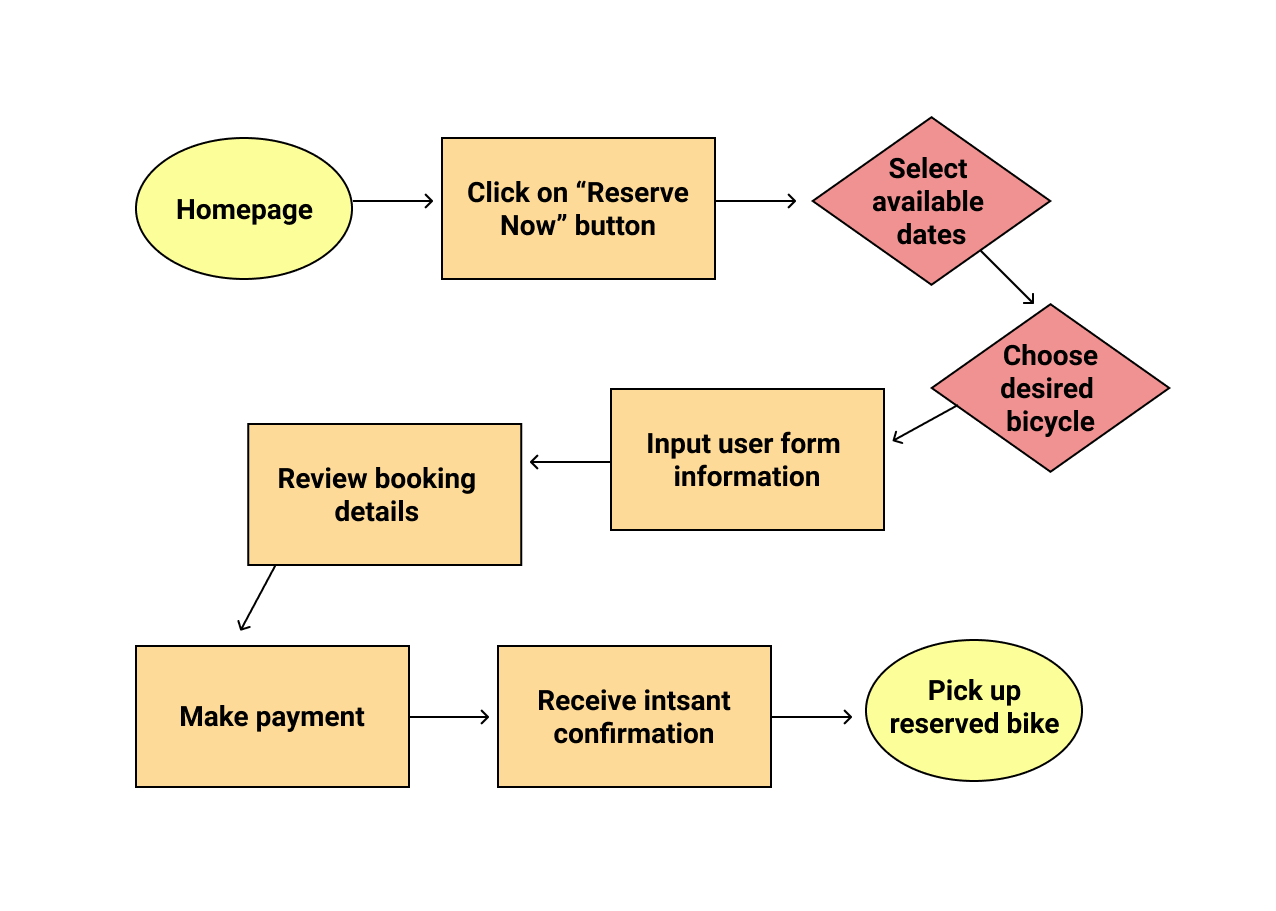 Homepage
Click on “Reserve
Now” button
Select
available
dates
Choose
desired
bicycle
Input user form
information
Review booking
details
Make payment
Receive intsant
confirmation
Pick up
reserved bike